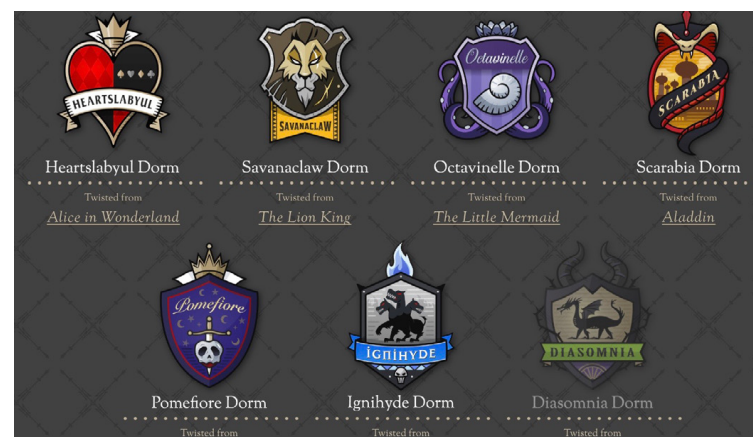 HEARTSLABYUL
SAVANACLAW
Octavinelle
SCARABIA
Heartslabyul Dorm
Savanaclaw Dorm
Octavinelle Dorm
Scarabia Dorm
Twisted from
Twisted from
Twisted from
Twisted from
Alice in Wonderland
The Lion King
The Little Mermaid
Aladdin
Pomefiore
IGNIHYDE
DIASOMNIA
Pomefiore Dorm
Ignihyde Dorm
Diasomnia Dorm
Twisted from
Twisted from
Twisted from